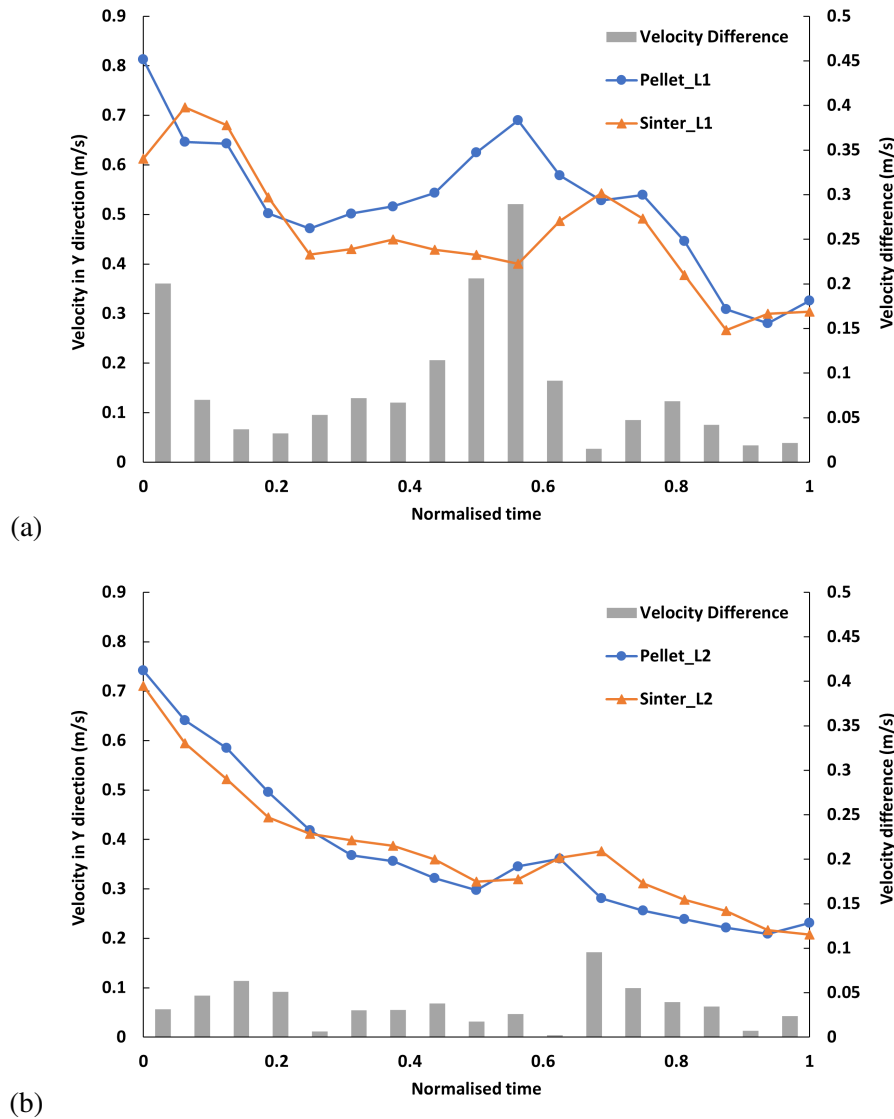 0.9
0.8
0.7
0.6
0.5
0.4
0.3
0.2
0.1
0
Velocity in Y direction (m/s)
0.5
0.45
0.4
0.35
0.3
0.25
0.2
0.15
0.1
0.05
0
Velocity difference (m/s)
Velocity Difference
Pellet_L1
Sinter_L1
0 0.2 0.4 0.6 0.8 1
Normalised time
(a)
0.9
0.8
0.7
0.6
0.5
0.4
0.3
0.2
0.1
0
Velocity in Y direction (m/s)
0.5
0.45
0.4
0.35
0.3
0.25
0.2
0.15
0.1
0.05
0
Velocity difference (m/s)
Velocity Difference
Pellet_L2
Sinter_L2
0 0.2 0.4 0.6 0.8 1
Normalised time
(b)